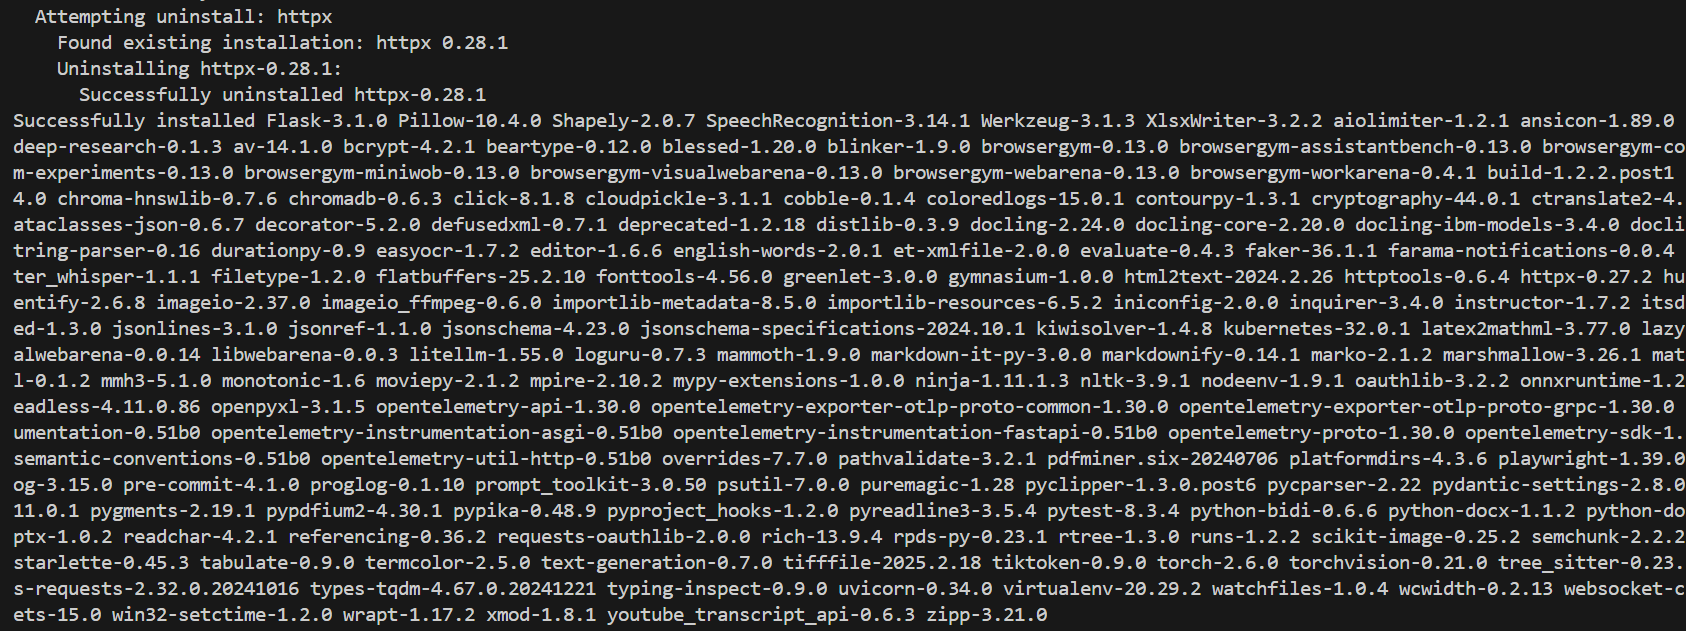 Attempting uninstall: httpx
Found existing installation: httpx 0.28.1
Uninstalling httpx-0.28.1:
Successfully uninstalled httpx-0.28.1
Successfully installed Flask-3.1.0 Pillow-10.4.0 Shapely-2.0.7 SpeechRecognition-3.14.1 Werkzeug-3.1.3 XlsxWriter-3.2.2 aiolimiter-1.2.1 ansicon-1.89.0
deep-research-0.1.3 av-14.1.0 bcrypt-4.2.1 beartype-0.12.0 blessed-1.20.0 blinker-1.9.0 browsergym-0.13.0 browsergym-assistantbench-0.13.0 browsergym-co
m-experiments-0.13.0 browsergym-miniwob-0.13.0 browsergym-visualwebarena-0.13.0 browsergym-webarena-0.13.0 browsergym-workarena-0.4.1 build-1.2.2.post1
4.0 chroma-hnswlib-0.7.6 chromadb-0.6.3 click-8.1.8 cloudpickle-3.1.1 cobble-0.1.4 coloredlogs-15.0.1 contourpy-1.3.1 cryptography-44.0.1 ctranslate2-4.
ataclasses-json-0.6.7 decorator-5.2.0 defusedxml-0.7.1 deprecated-1.2.18 distlib-0.3.9 docling-2.24.0 docling-core-2.20.0 docling-ibm-models-3.4.0 docli
tring-parser-0.16 durationpy-0.9 easyocr-1.7.2 editor-1.6.6 english-words-2.0.1 et-xmlfile-2.0.0 evaluate-0.4.3 faker-36.1.1 farama-notifications-0.0.4
ter_whisper-1.1.1 filetype-1.2.0 flatbuffers-25.2.10 fonttools-4.56.0 greenlet-3.0.0 gymnasium-1.0.0 html2text-2024.2.26 httptools-0.6.4 httpx-0.27.2 hu
entify-2.6.8 imageio-2.37.0 imageio_ffmpeg-0.6.0 importlib-metadata-8.5.0 importlib-resources-6.5.2 iniconfig-2.0.0 inquirer-3.4.0 instructor-1.7.2 itsd
ed-1.3.0 jsonlines-3.1.0 jsonref-1.1.0 jsonschema-4.23.0 jsonschema-specifications-2024.10.1 kiwisolver-1.4.8 kubernetes-32.0.1 latex2mathml-3.77.0 lazy
alwebarena-0.0.14 libwebarena-0.0.3 litellm-1.55.0 loguru-0.7.3 mammoth-1.9.0 markdown-it-py-3.0.0 markdownify-0.14.1 marko-2.1.2 marshmallow-3.26.1 mat
l-0.1.2 mmh3-5.1.0 monotonic-1.6 moviepy-2.1.2 mpire-2.10.2 mypy-extensions-1.0.0 ninja-1.11.1.3 nltk-3.9.1 nodeenv-1.9.1 oauthlib-3.2.2 onnxruntime-1.2
eadless-4.11.0.86 openpyxl-3.1.5 opentelemetry-api-1.30.0 opentelemetry-exporter-otlp-proto-common-1.30.0 opentelemetry-exporter-otlp-proto-grpc-1.30.0
umentation-0.51b0 opentelemetry-instrumentation-asgi-0.51b0 opentelemetry-instrumentation-fastapi-0.51b0 opentelemetry-proto-1.30.0 opentelemetry-sdk-1.
semantic-conventions-0.51b0 opentelemetry-util-http-0.51b0 overrides-7.7.0 pathvalidate-3.2.1 pdfminer.six-20240706 platformdirs-4.3.6 playwright-1.39.0
og-3.15.0 pre-commit-4.1.0 proglog-0.1.10 prompt_toolkit-3.0.50 psutil-7.0.0 puremagic-1.28 pyclipper-1.3.0.post6 pycparser-2.22 pydantic-settings-2.8.0
11.0.1 pygments-2.19.1 pypdfium2-4.30.1 pypika-0.48.9 pyproject_hooks-1.2.0 pyreadline3-3.5.4 pytest-8.3.4 python-bidi-0.6.6 python-docx-1.1.2 python-do
ptx-1.0.2 readchar-4.2.1 referencing-0.36.2 requests-oauthlib-2.0.0 rich-13.9.4 rpds-py-0.23.1 rtree-1.3.0 runs-1.2.2 scikit-image-0.25.2 semchunk-2.2.2
starlette-0.45.3 tabulate-0.9.0 termcolor-2.5.0 text-generation-0.7.0 tifffile-2025.2.18 tiktoken-0.9.0 torch-2.6.0 torchvision-0.21.0 tree_sitter-0.23.
s-requests-2.32.0.20241016 types-tqdm-4.67.0.20241221 typing-inspect-0.9.0 uvicorn-0.34.0 virtualenv-20.29.2 watchfiles-1.0.4 wcwidth-0.2.13 websocket-c
ets-15.0 win32-setctime-1.2.0 wrapt-1.17.2 xmod-1.8.1 youtube_transcript_api-0.6.3 zipp-3.21.0